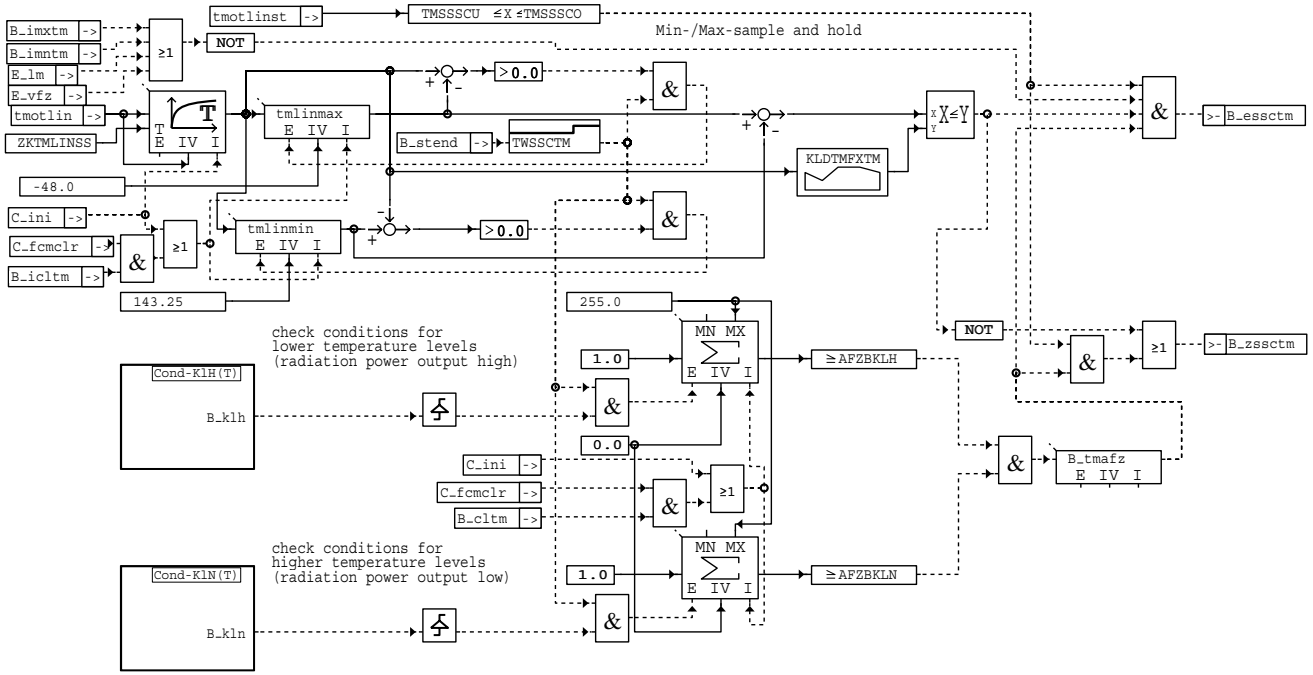 tmotlinst ->
TMSSSCU ≤X ≤TMSSSCO
Min-/Max-sample and hold
B_imxtm ->
B_imntm ->
E_lm ->
E_vfz ->
≥1
NOT
tmotlin ->
ZKTMLINSS
T
T
E IV I
tmlinmax
E IV I
+
-
>0.0
&
B_stend ->
TWSSCTM
+
-
X
Y
X≤Y
&
>- B_essctm
KLDTMFXTM
-48.0
C_ini ->
C_fcmclr ->
B_icltm ->
&
≥1
tmlinmin
E IV I
-
+
>0.0
&
143.25
255.0
check conditions for
lower temperature levels
(radiation power output high)
MN MX
∑
E IV I
1.0
≥AFZBKLH
NOT
&
≥1
>- B_zssctm
Cond-KlH(T)
B_klh
&
0.0
C_ini ->
C_fcmclr ->
B_cltm ->
&
≥1
&
B_tmafz
E IV I
check conditions for
higher temperature levels
(radiation power output low)
MN MX
∑
E IV I
1.0
≥AFZBKLN
Cond-KlN(T)
B_kln
&